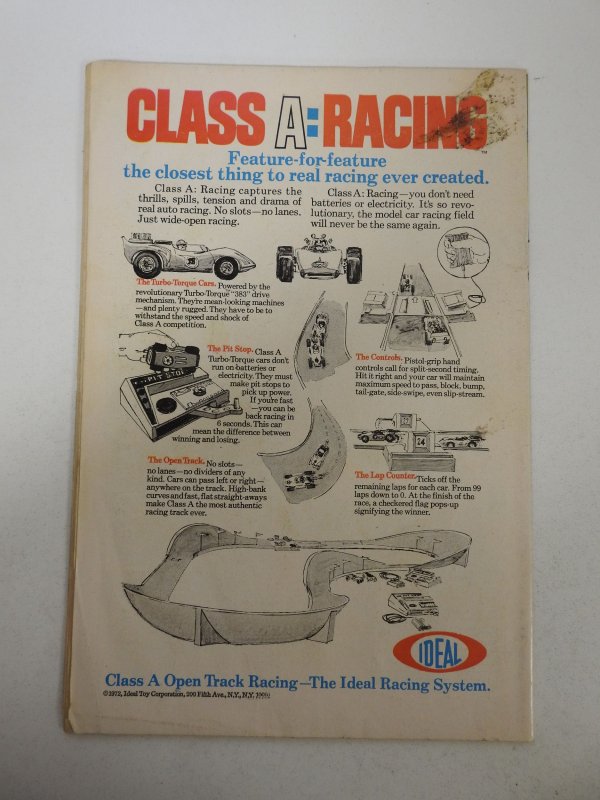 CLASS A: RACING
TM
Feature-for-feature
the closest thing to real racing ever created.
Class A: Racing captures the
thrills, spills, tension and drama of
real auto racing. No slots—no lanes.
Just wide-open racing.
Class A: Racing—you don't need
batteries or electricity. It's so revo-
lutionary, the model car racing field
will never be the same again.
The Turbo-Torque Cars. Powered by the
revolutionary Turbo-Torque "383" drive
mechanism. They're mean-looking machines
—and plenty rugged. They have to be to
withstand the speed and shock of
Class A competition.
PIT STOP
The Pit Stop. Class A
Turbo-Torque cars don't
run on batteries or
electricity. They must
make pit stops to
pick up power.
If you're fast
—you can be
back racing in
6 seconds. This can
mean the difference between
winning and losing.
The Controls. Pistol-grip hand
controls call for split-second timing.
Hit it right and your car will maintain
maximum speed to pass, block, bump,
tail-gate, side-swipe, even slip-stream.
24
The Open Track. No slots—
no lanes—no dividers of any
kind. Cars can pass left or right—
anywhere on the track. High-bank
curves and fast, flat straight-aways
make Class A the most authentic
racing track ever.
The Lap Counter. Ticks off the
remaining laps for each car. From 99
laps down to 0. At the finish of the
race, a checkered flag pops-up
signifying the winner.
IDEAL
Class A Open Track Racing—The Ideal Racing System.
©1972, Ideal Toy Corporation, 200 Fifth Ave., N.Y., N.Y.